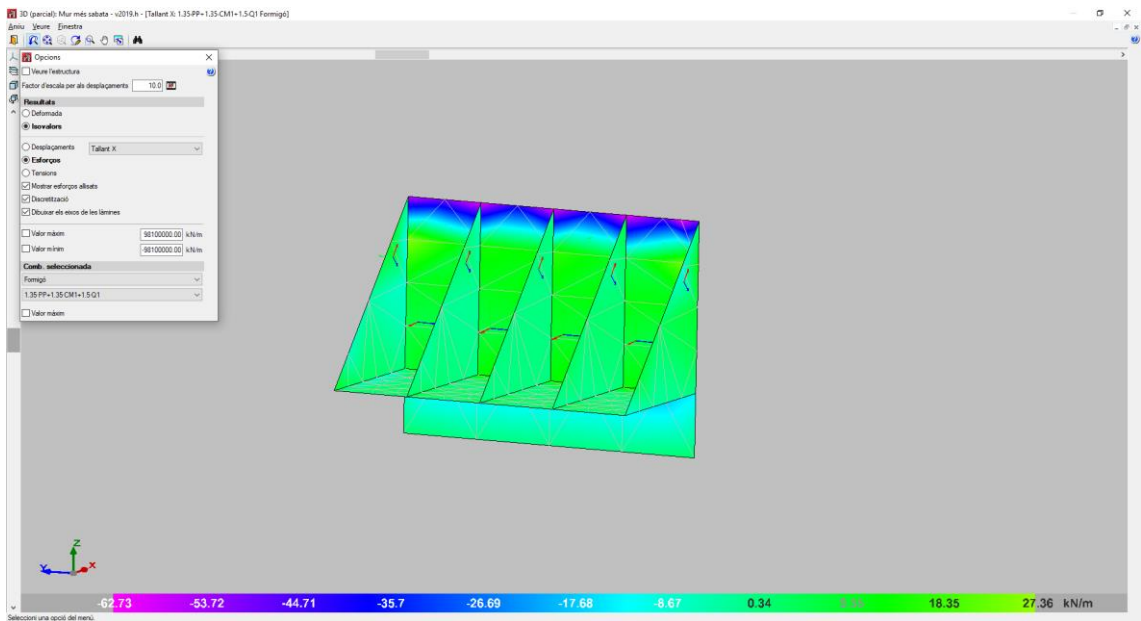 3D (parcial): Mur més sabata - v2019.h - [Tallant X: 1.35·PP+1.35·CM1+1.5·Q1 Formigó]
Arxiu Veure Finestra
Opcions
Veure l'estructura
Factor d'escala per als desplaçaments 10.0
Resultats
Deformada
Isovalors
Desplaçaments Tallant X
Esforços
Tensions
Mostrar esforços allisats
Discretització
Dibuixar els eixos de les làmines
Valor màxim 98100000.00 kN/m
Valor mínim -98100000.00 kN/m
Comb. seleccionada
Formigó
1.35·PP+1.35·CM1+1.5·Q1
Valor màxim
Z
Y X
-62.73 -53.72 -44.71 -35.7 -26.69 -17.68 -8.67 0.34 18.35 27.36 kN/m
Seleccioni una opció del menú.